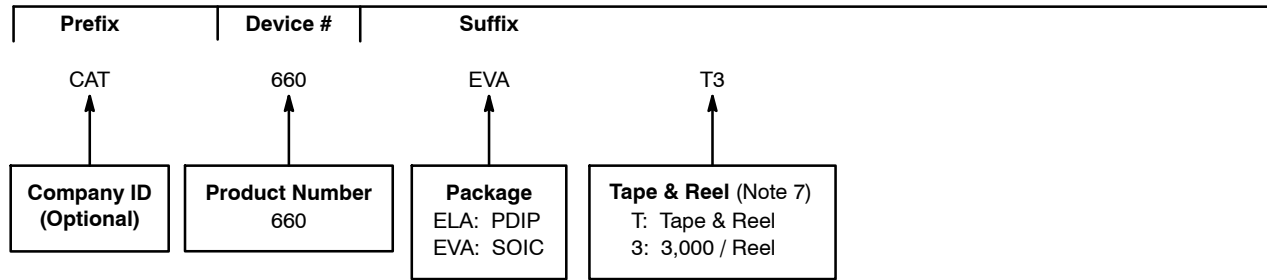 Prefix Device # Suffix
CAT 660 EVA T3
Company ID
(Optional)
Product Number
660
Package
ELA: PDIP
EVA: SOIC
Tape & Reel (Note 7)
T: Tape & Reel
3: 3,000 / Reel